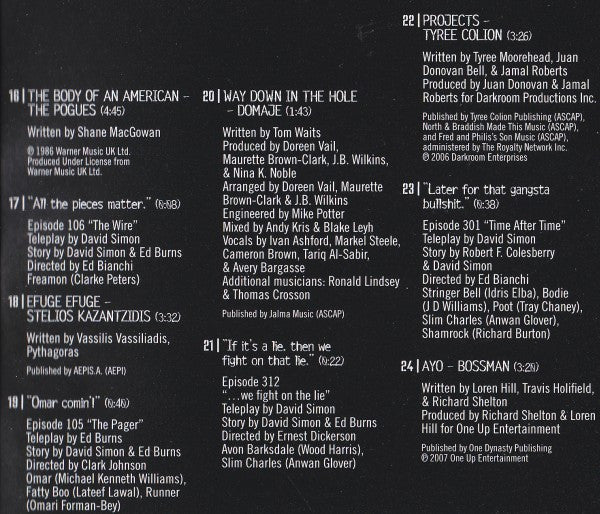 16 | THE BODY OF AN AMERICAN –
THE POGUES (4:45)
Written by Shane MacGowan
℗ 1986 Warner Music UK Ltd.
Produced Under License from
Warner Music UK Ltd.
17 | "All the pieces matter." (0:08)
Episode 106 "The Wire"
Teleplay by David Simon
Story by David Simon & Ed Burns
Directed by Ed Bianchi
Freamon (Clarke Peters)
18 | EFUGE EFUGE –
STELIOS KAZANTZIDIS (3:32)
Written by Vassilis Vassiliadis,
Pythagoras
Published by AEPIS.A. (AEPI)
19 | "Omar comin'!" (0:40)
Episode 105 "The Pager"
Teleplay by Ed Burns
Story by David Simon & Ed Burns
Directed by Clark Johnson
Omar (Michael Kenneth Williams),
Fatty Boo (Lateef Lawal), Runner
(Omari Forman-Bey)
20 | WAY DOWN IN THE HOLE
– DOMAJE (1:43)
Written by Tom Waits
Produced by Doreen Vail,
Maurette Brown-Clark, J.B. Wilkins,
& Nina K. Noble
Arranged by Doreen Vail, Maurette
Brown-Clark & J.B. Wilkins
Engineered by Mike Potter
Mixed by Andy Kris & Blake Leyh
Vocals by Ivan Ashford, Markel Steele,
Cameron Brown, Tariq Al-Sabir,
& Avery Bargasse
Additional musicians: Ronald Lindsey
& Thomas Crosson
Published by Jalma Music (ASCAP)
21 | "If it's a lie. then we
fight on that lie." (0:22)
Episode 312
"…we fight on the lie"
Teleplay by David Simon
Story by David Simon & Ed Burns
Directed by Ernest Dickerson
Avon Barksdale (Wood Harris),
Slim Charles (Anwan Glover)
22 | PROJECTS –
TYREE COLION (3:26)
Written by Tyree Moorehead, Juan
Donovan Bell, & Jamal Roberts
Produced by Juan Donovan & Jamal
Roberts for Darkroom Productions Inc.
Published by Tyree Colion Publishing (ASCAP),
North & Braddish Made This Music (ASCAP),
and Fred and Philis's Son Music (ASCAP),
administered by The Royalty Network Inc.
℗ 2006 Darkroom Enterprises
23 | "Later for that gangsta
bullshit." (0:38)
Episode 301 "Time After Time"
Teleplay by David Simon
Story by Robert F. Colesberry
& David Simon
Directed by Ed Bianchi
Stringer Bell (Idris Elba), Bodie
(J D Williams), Poot (Tray Chaney),
Slim Charles (Anwan Glover),
Shamrock (Richard Burton)
24 | AYO – BOSSMAN (3:20)
Written by Loren Hill, Travis Holifield,
& Richard Shelton
Produced by Richard Shelton & Loren
Hill for One Up Entertainment
Published by One Dynasty Publishing
℗ 2007 One Up Entertainment